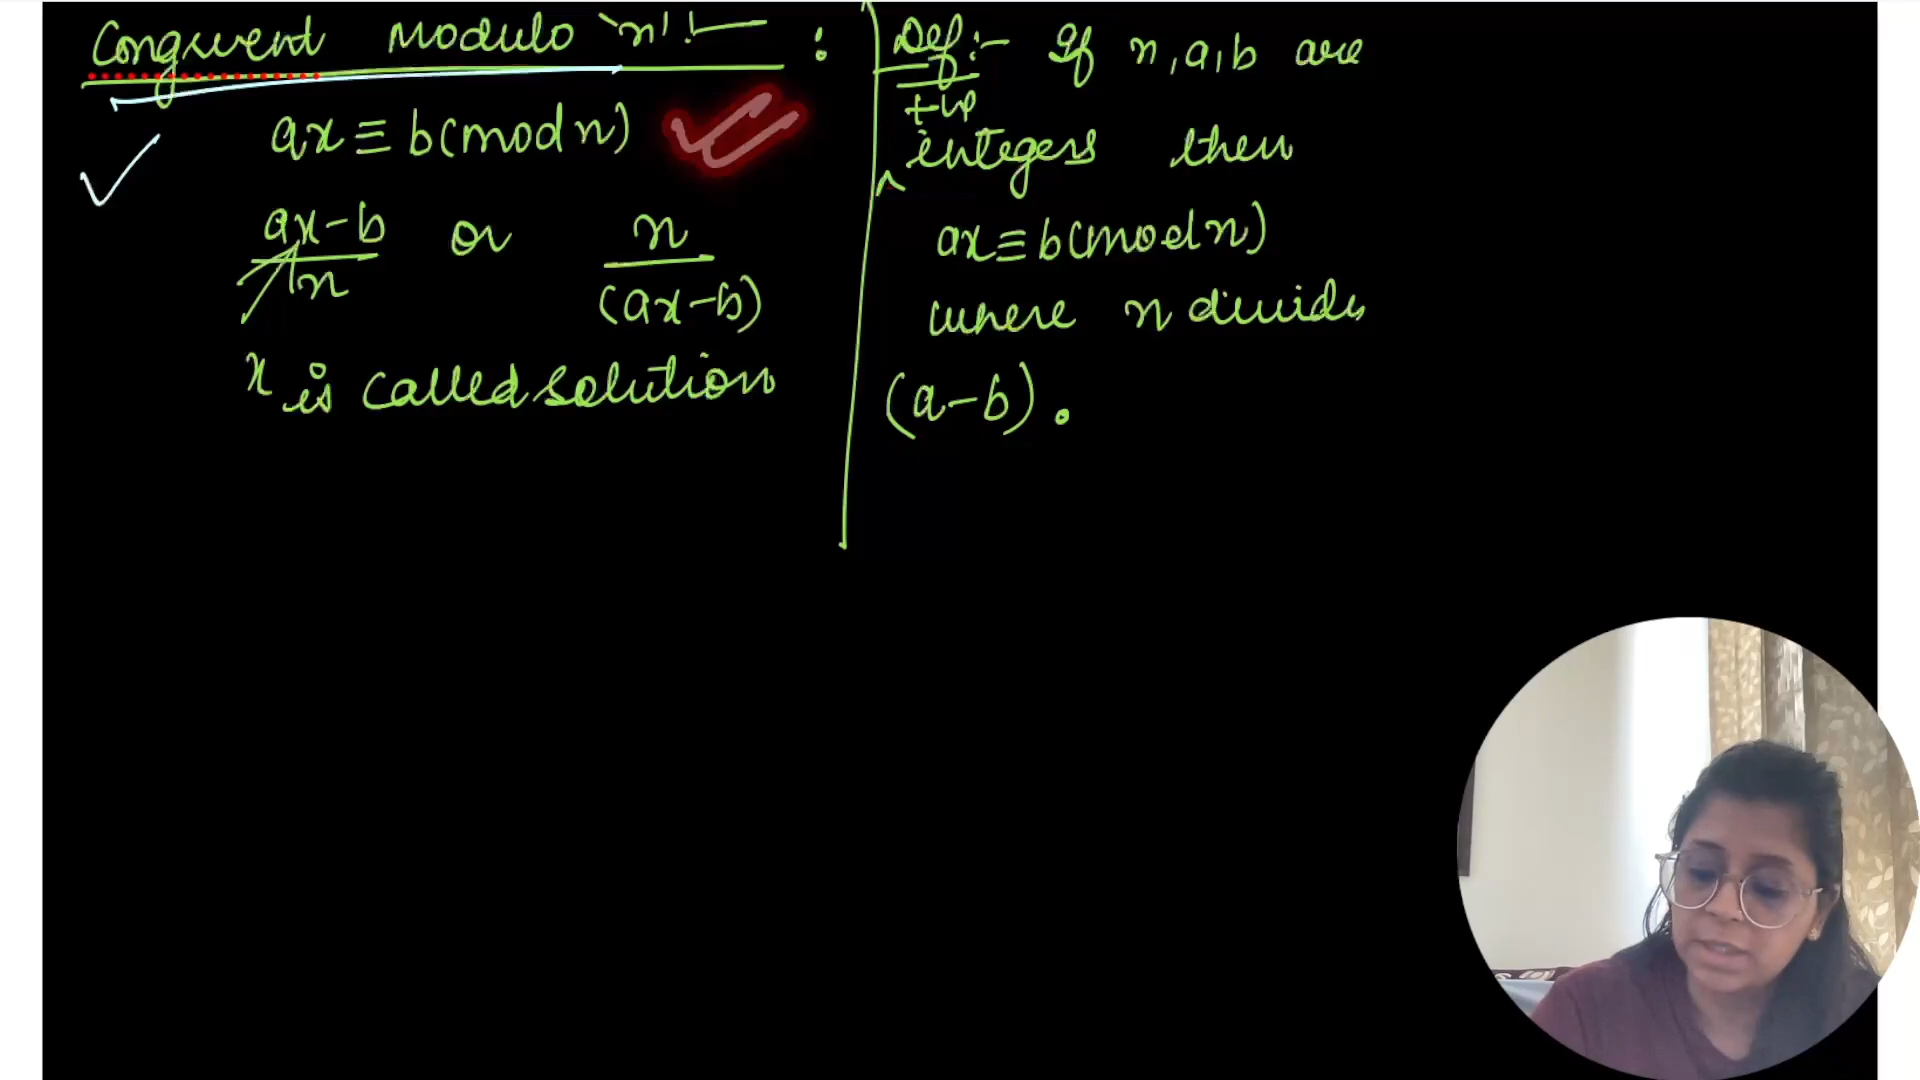 Congruent Modulo `n' :- :
ax ≡ b(mod n)
ax-b/n or n/(ax-b)
x is called solution
Def:- If n, a, b are
+ve
integers then
ax ≡ b(mod n)
where n divides
(a-b).